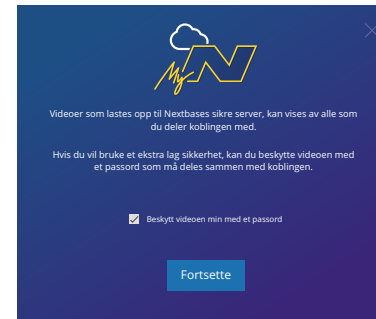 My N
Videoer som lastes opp til Nextbases sikre server, kan vises av alle som
du deler koblingen med.
Hvis du vil bruke et ekstra lag sikkerhet, kan du beskytte videoen med
et passord som må deles sammen med koblingen.
Beskytt videoen min med et passord
Fortsette